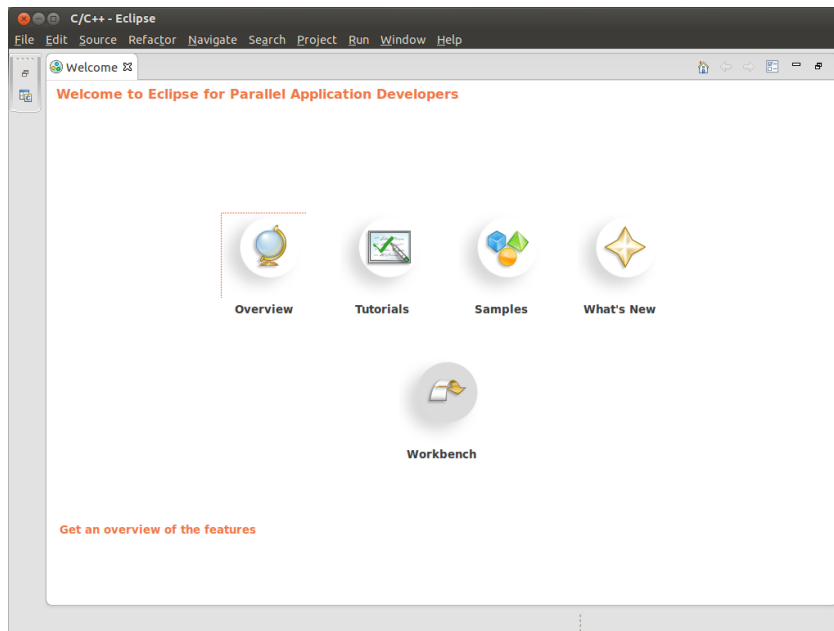 C/C++ - Eclipse
File Edit Source Refactor Navigate Search Project Run Window Help
Welcome
Welcome to Eclipse for Parallel Application Developers
Overview Tutorials Samples What's New
Workbench
Get an overview of the features